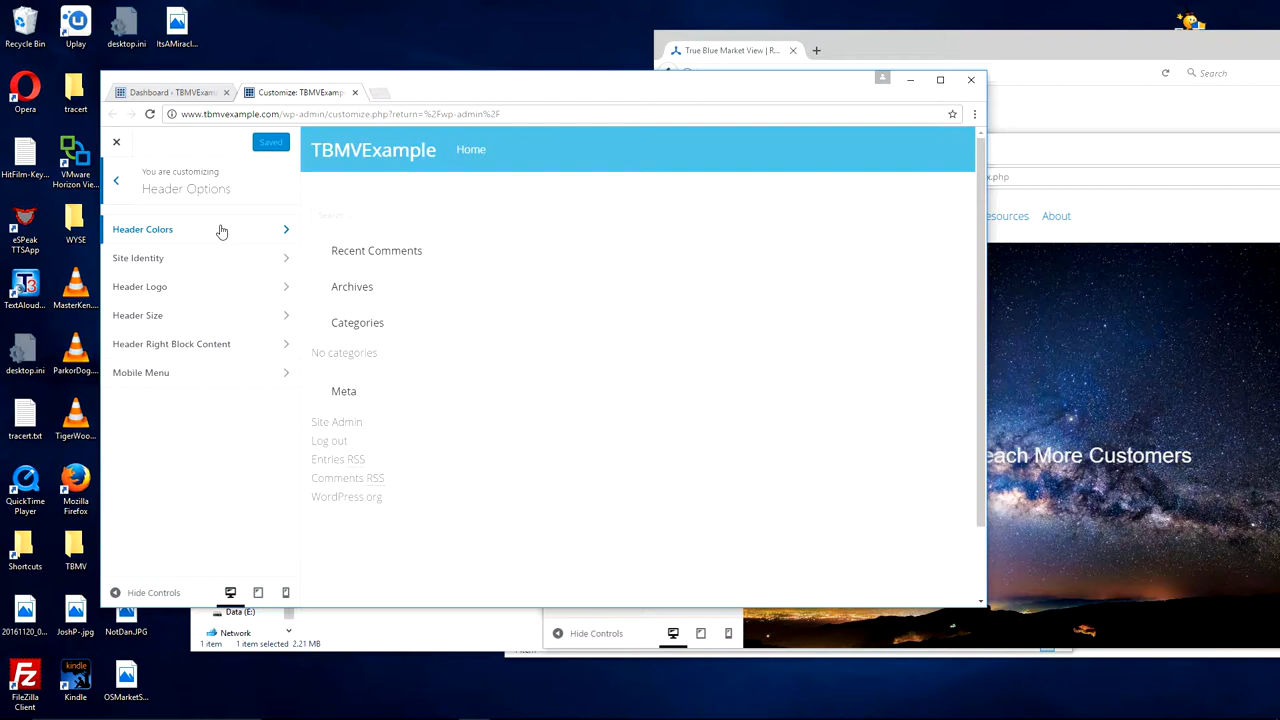 Recycle Bin
Uplay
desktop.ini
ItsAMiracl...
Opera
tracert
HitFilm-Key...
VMware Horizon Vie...
eSpeak TTSApp
WYSE
TextAloud...
MasterKen...
desktop.ini
ParkorDog...
tracert.txt
TigerWoo...
QuickTime Player
Mozilla Firefox
Shortcuts
TBMV
20161120_0...
JoshP-.jpg
NotDan.JPG
FileZilla Client
Kindle
OSMarketS...
kindle
True Blue Market View | R...
Search
Dashboard ‹ TBMVExam
Customize: TBMVExamp
www.tbmvexample.com/wp-admin/customize.php?return=%2Fwp-admin%2F
Saved
You are customizing
Header Options
Header Colors
Site Identity
Header Logo
Header Size
Header Right Block Content
Mobile Menu
Hide Controls
TBMVExample
Home
Search
Recent Comments
Archives
Categories
No categories
Meta
Site Admin
Log out
Entries RSS
Comments RSS
WordPress.org
x.php
esources
About
each More Customers
Data (E:)
Network
1 item
1 item selected 2.21 MB
Hide Controls